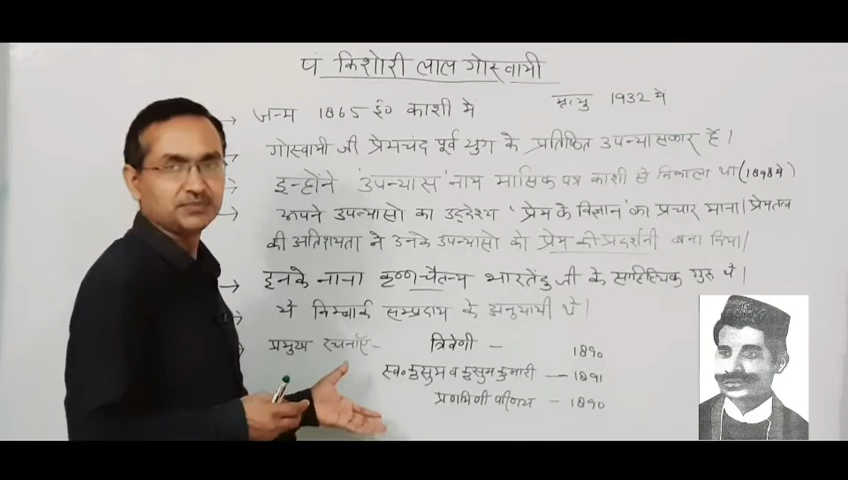 पं किशोरी लाल गोस्वामी
जन्म 1865 ई० काशी मे
मृत्यु 1932 मे
गोस्वामी जी प्रेमचंद पूर्व युग के प्रतिष्ठित उपन्यासकार हैं।
इन्होंने 'उपन्यास' नाम मासिक पत्र काशी से निकाला था (1898 मे)
अपने उपन्यासो का उद्देश्य 'प्रेम के विज्ञान' का प्रचार माना। प्रेमतत्व
की अतिशयता ने उनके उपन्यासो को प्रेम की प्रदर्शनी बना दिया।
इनके नाना कृष्ण चैतन्य भारतेंदु जी के साहित्यिक गुरू थे।
ये निम्बार्क सम्प्रदाय के अनुयायी थे।
प्रमुख रचनाएँ- त्रिवेणी - 1890
स्व० कुसुम व कुसुम कुमारी — 1891
प्रणयिनी परिणय - 1890